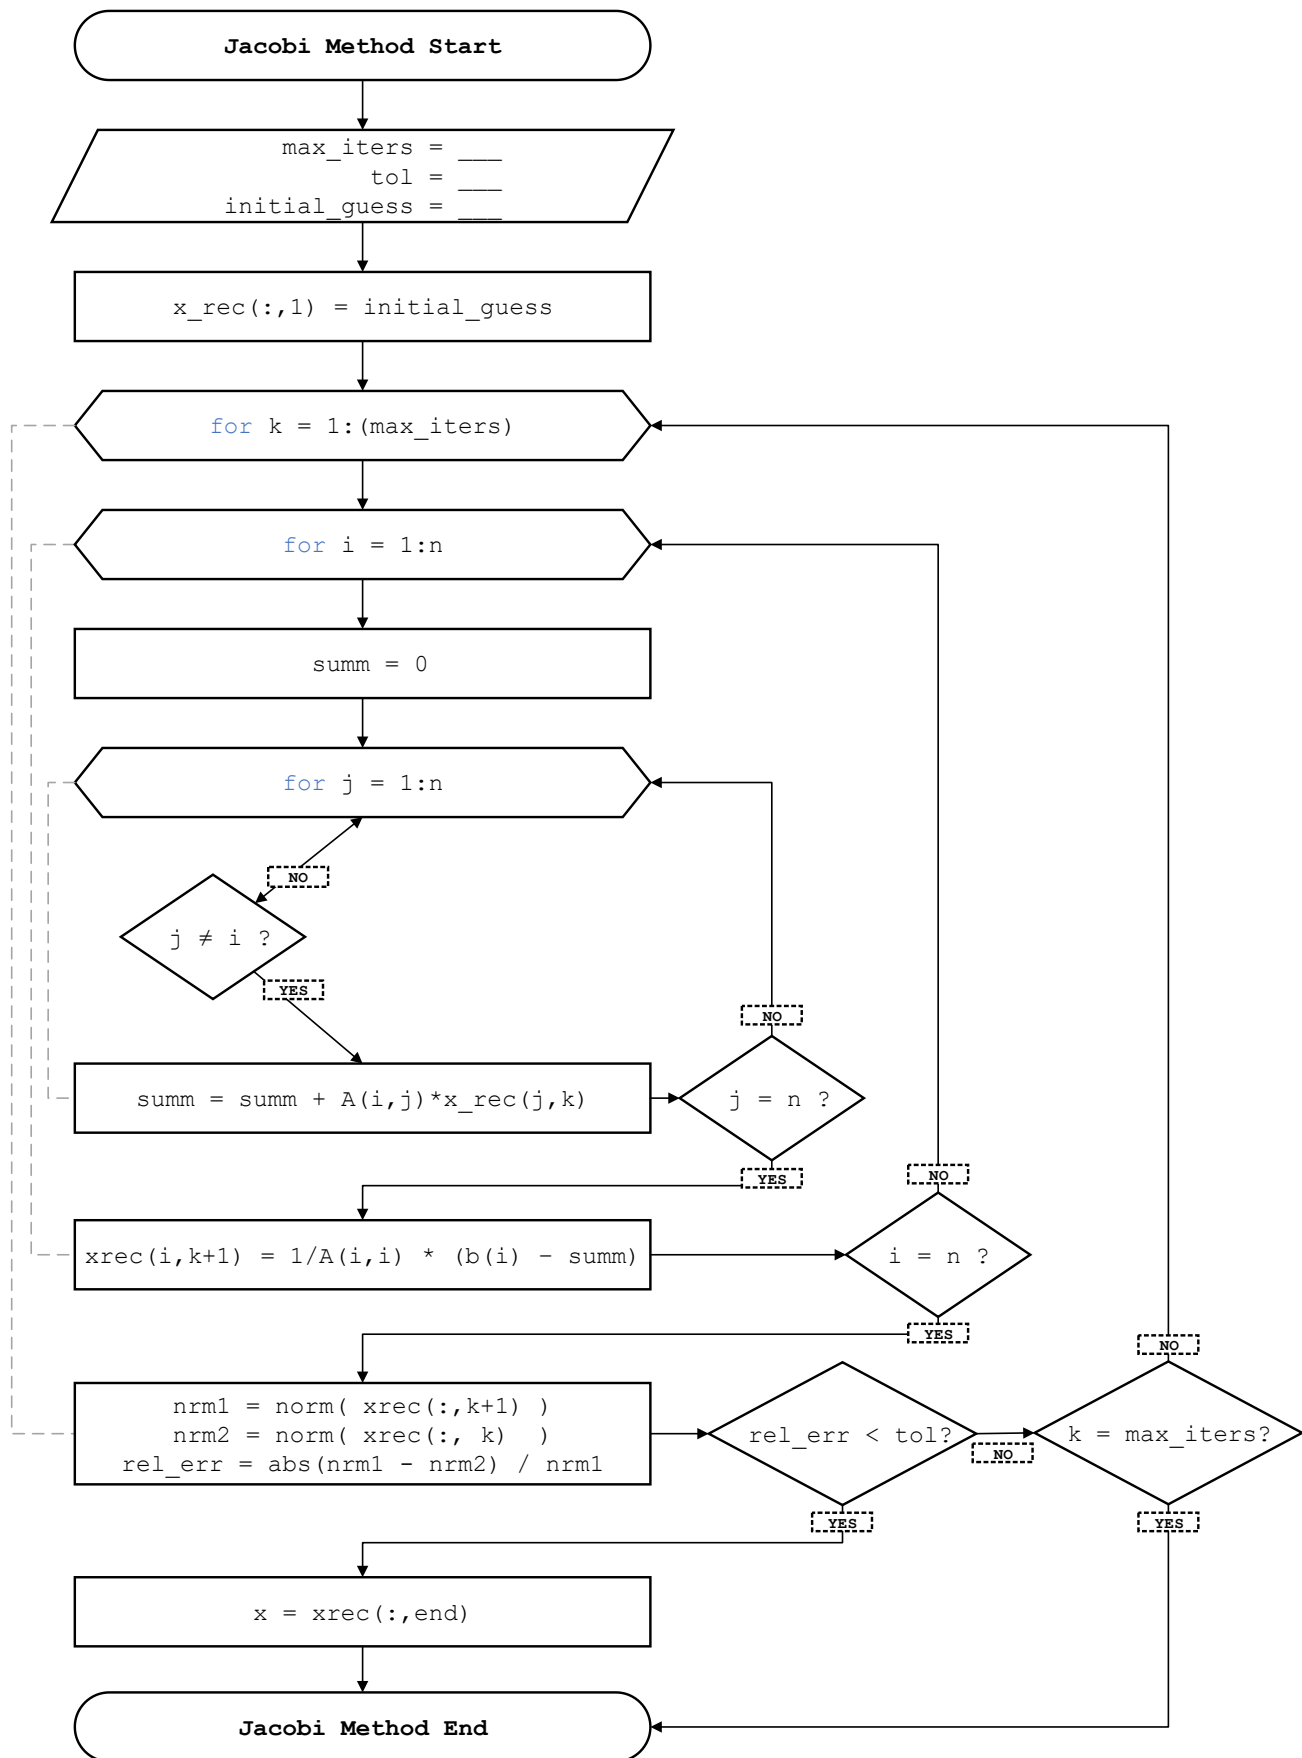 Jacobi Method Start
max_iters = ___
tol = ___
initial_guess = ___
x_rec(:,1) = initial_guess
for k = 1:(max_iters)
for i = 1:n
summ = 0
for j = 1:n
NO
j ≠ i ?
YES
NO
summ = summ + A(i,j)*x_rec(j,k)
j = n ?
YES
NO
xrec(i,k+1) = 1/A(i,i) * (b(i) – summ)
i = n ?
YES
NO
nrm1 = norm( xrec(:,k+1) )
nrm2 = norm( xrec(:, k)  )
rel_err = abs(nrm1 - nrm2) / nrm1
rel_err < tol?
NO
k = max_iters?
YES
YES
x = xrec(:,end)
Jacobi Method End